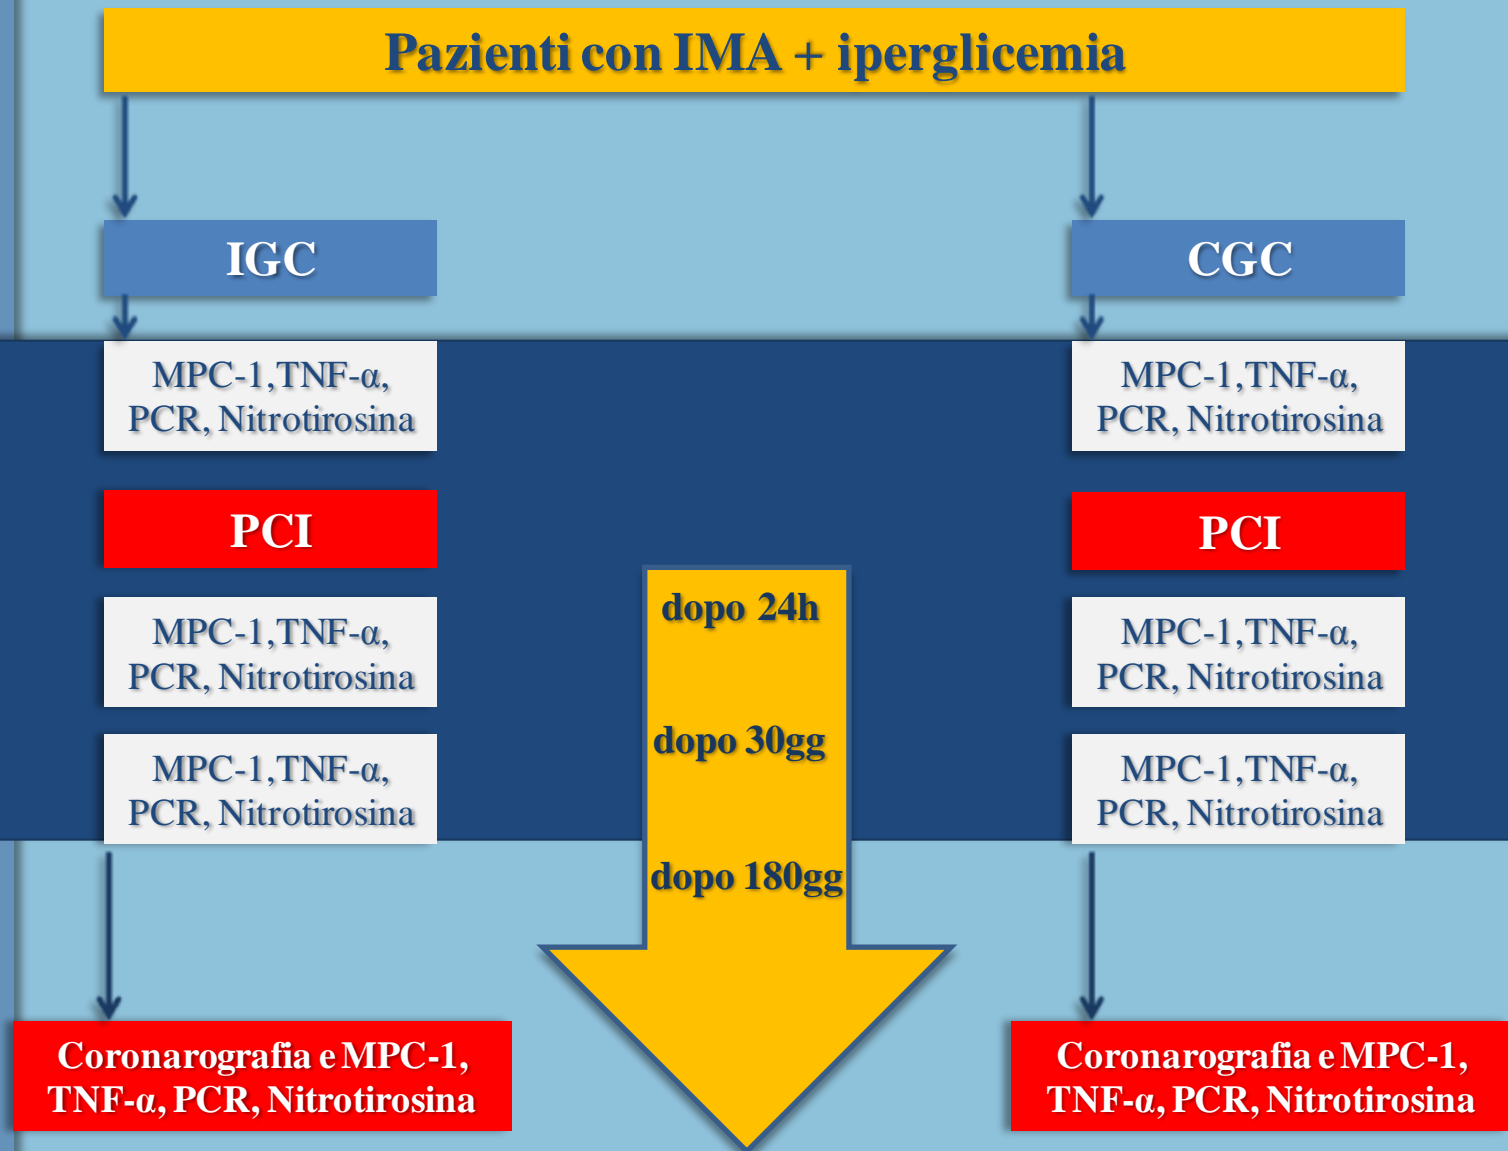 Pazienti con IMA + iperglicemia
IGC
CGC
MPC-1,TNF-α,
PCR, Nitrotirosina
MPC-1,TNF-α,
PCR, Nitrotirosina
PCI
PCI
dopo 24h
MPC-1,TNF-α,
PCR, Nitrotirosina
MPC-1,TNF-α,
PCR, Nitrotirosina
dopo 30gg
MPC-1,TNF-α,
PCR, Nitrotirosina
MPC-1,TNF-α,
PCR, Nitrotirosina
dopo 180gg
Coronarografia e MPC-1,
TNF-α, PCR, Nitrotirosina
Coronarografia e MPC-1,
TNF-α, PCR, Nitrotirosina